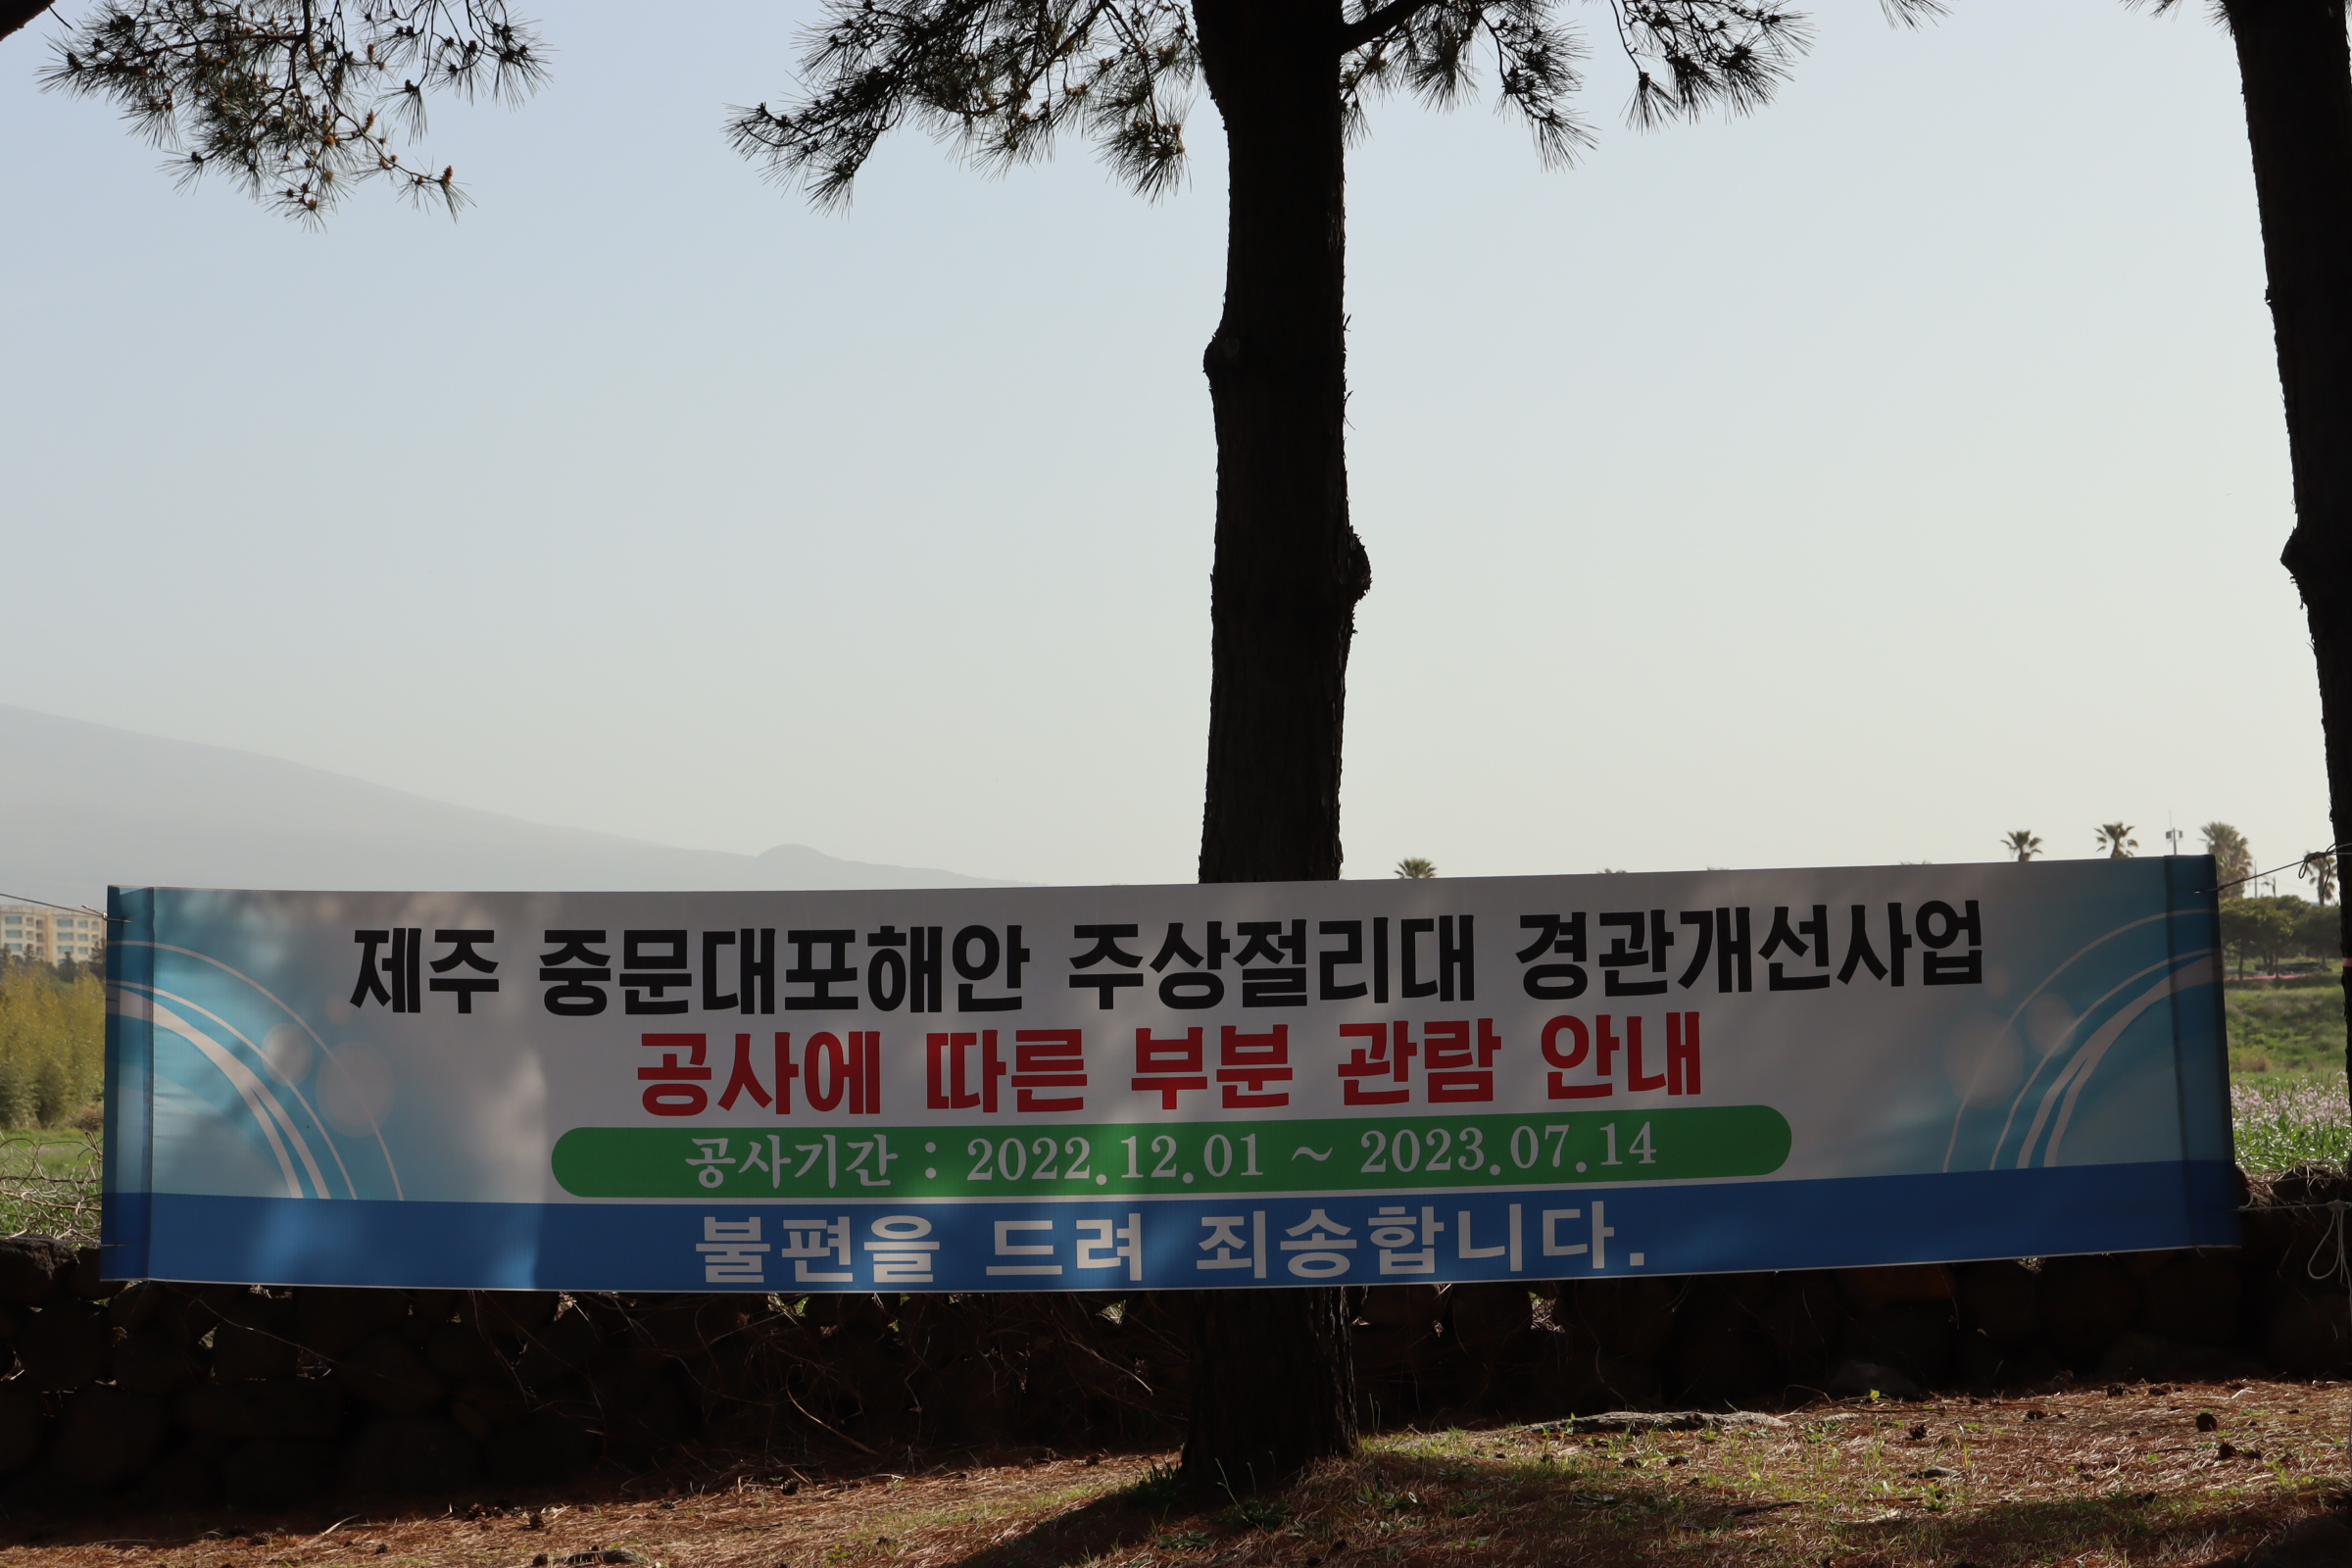 제주 중문대포해안 주상절리대 경관개선사업
공사에 따른 부분 관람 안내
공사기간 : 2022.12.01 ~ 2023.07.14
불편을 드려 죄송합니다.